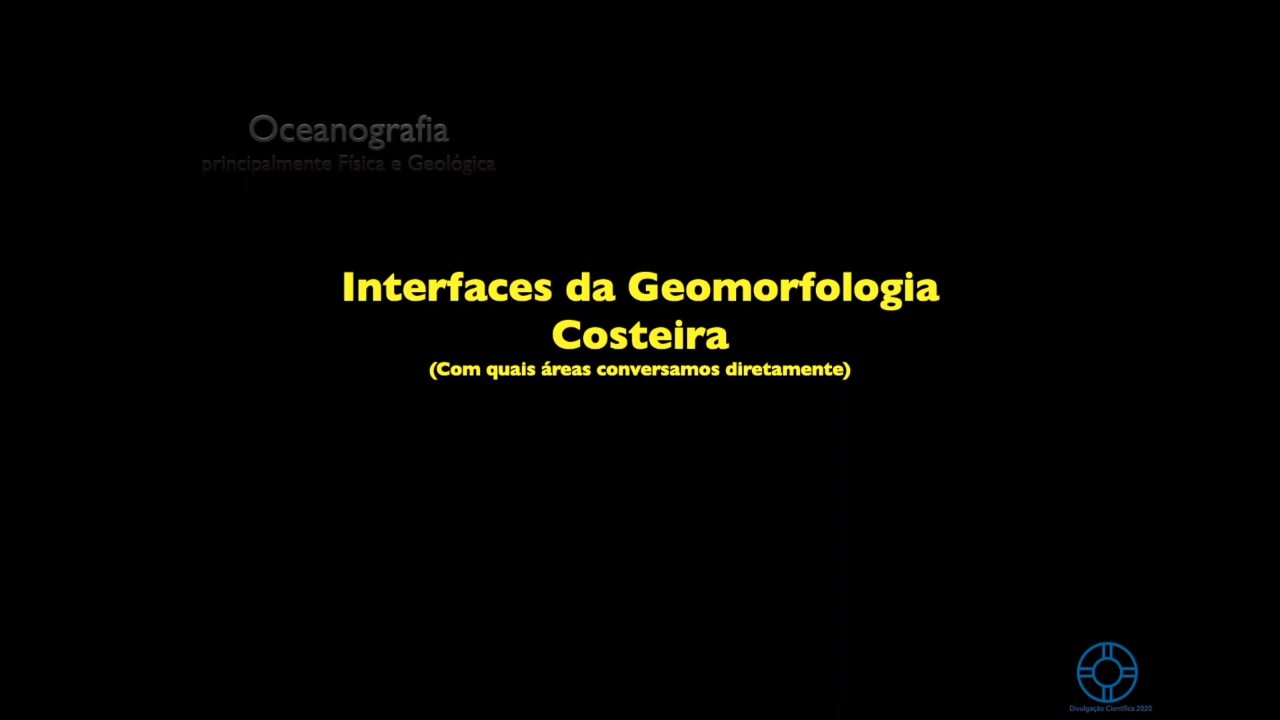 Oceanografia
principalmente Física e Geológica
Interfaces da Geomorfologia
Costeira
(Com quais áreas conversamos diretamente)
Divulgação Científica 2020